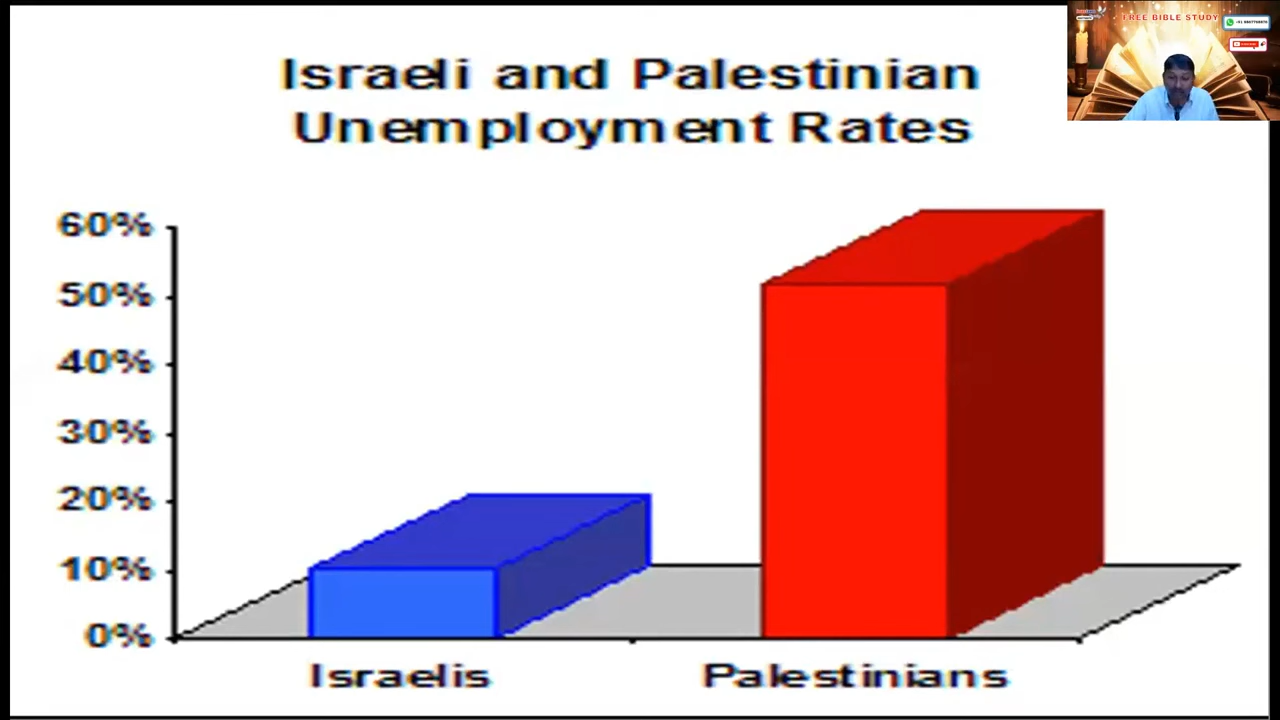 Israeli and Palestinian
Unemployment Rates
FREE BIBLE STUDY
60%
50%
40%
30%
20%
10%
0%
Israelis
Palestinians